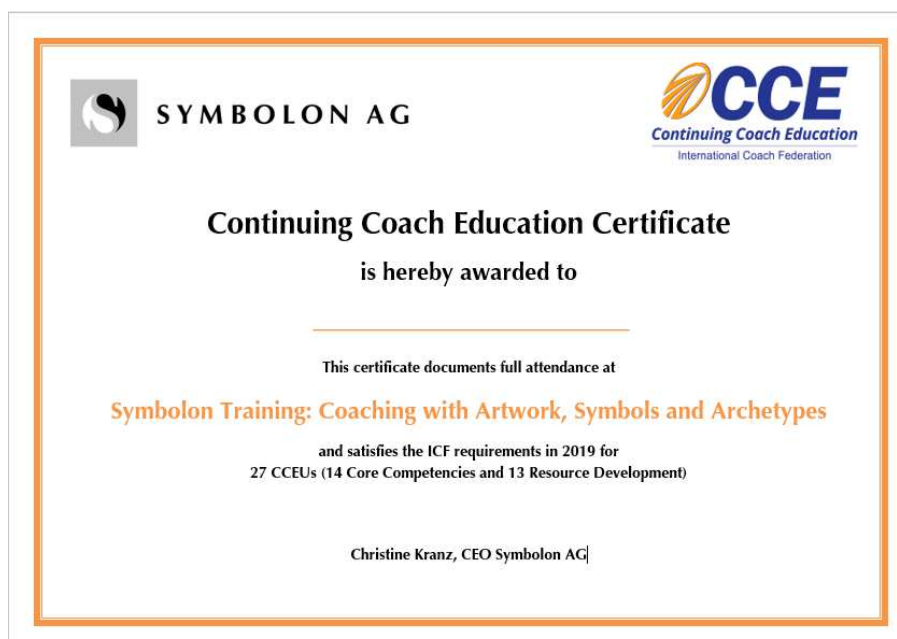 SYMBOLON AG
CCE
Continuing Coach Education
International Coach Federation
Continuing Coach Education Certificate
is hereby awarded to
This certificate documents full attendance at
Symbolon Training: Coaching with Artwork, Symbols and Archetypes
and satisfies the ICF requirements in 2019 for
27 CCEUs (14 Core Competencies and 13 Resource Development)
Christine Kranz, CEO Symbolon AG